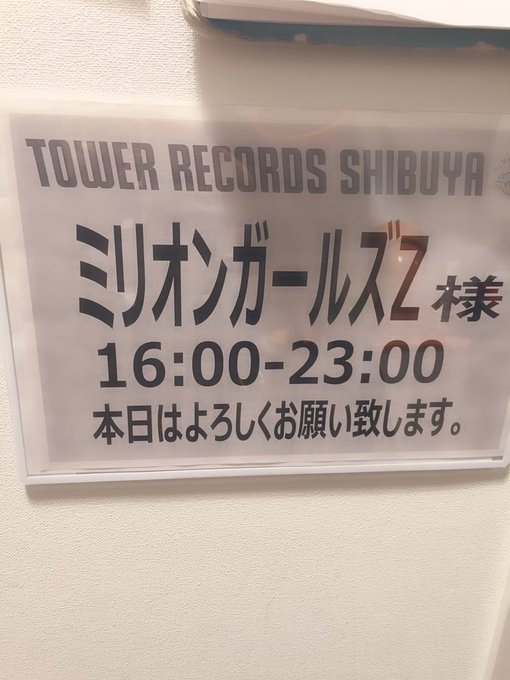 TOWER RECORDS SHIBUYA
ミリオンガールズZ 様
16:00-23:00
本日はよろしくお願い致します。